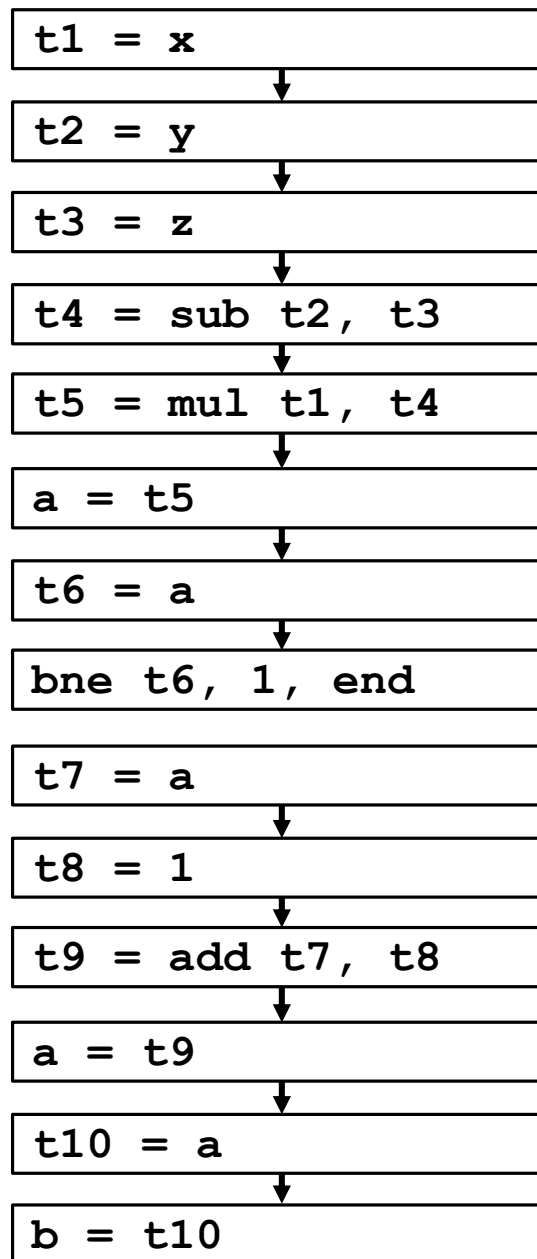 t1 = x
t2 = y
t3 = z
t4 = sub t2, t3
t5 = mul t1, t4
a = t5
t6 = a
bne t6, 1, end
t7 = a
t8 = 1
t9 = add t7, t8
a = t9
t10 = a
b = t10